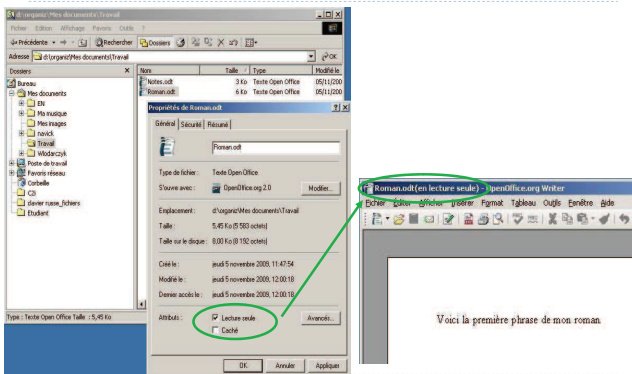 d:\organiz\Mes documents\Travail
Fichier Edition Affichage Favoris Outils ?
Précédente Rechercher Dossiers
Adresse d:\organiz\Mes documents\Travail OK
Dossiers x Nom Taille Type Modifié le
Bureau
Mes documents
EN
Ma musique
Mes images
navick
Travail
Wlodarczyk
Poste de travail
Favoris réseau
Corbeille
C2i
clavier russe_fichiers
Etudiant
Notes.odt 3 Ko Texte Open Office 05/11/200
Roman.odt 6 Ko Texte Open Office 05/11/200
Type : Texte Open Office Taille : 5,45 Ko
Propriétés de Roman.odt ? X
Général Sécurité Résumé
Roman.odt
Type de fichier : Texte Open Office
S'ouvre avec : OpenOffice.org 2.0 Modifier...
Emplacement : d:\organiz\Mes documents\Travail
Taille : 5,45 Ko (5 583 octets)
Taille sur le disque : 8,00 Ko (8 192 octets)
Créé le : jeudi 5 novembre 2009, 11:47:54
Modifié le : jeudi 5 novembre 2009, 12:00:18
Dernier accès le : jeudi 5 novembre 2009, 12:00:18
Attributs : Lecture seule Avancés...
Caché
OK Annuler Appliquer
Roman.odt(en lecture seule) - OpenOffice.org Writer
Fichier Éditer Afficher Insérer Format Tableau Outils Fenêtre Aide
Voici la première phrase de mon roman